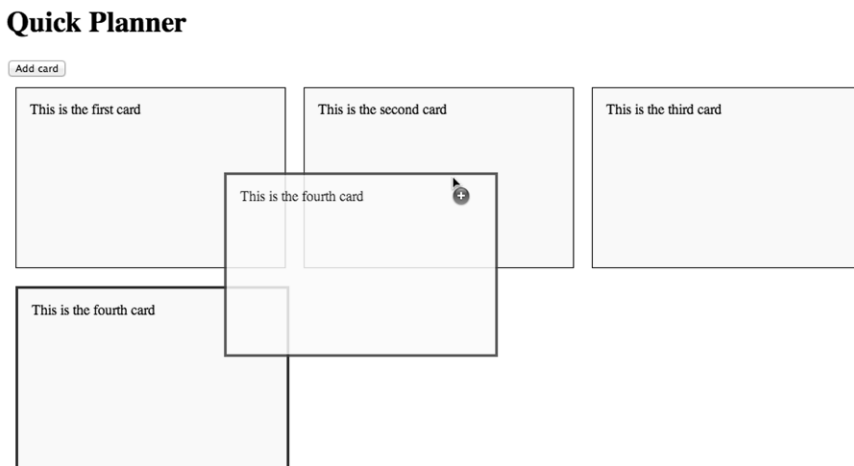 Quick Planner
Add card
This is the first card
This is the second card
This is the third card
This is the fourth card
This is the fourth card